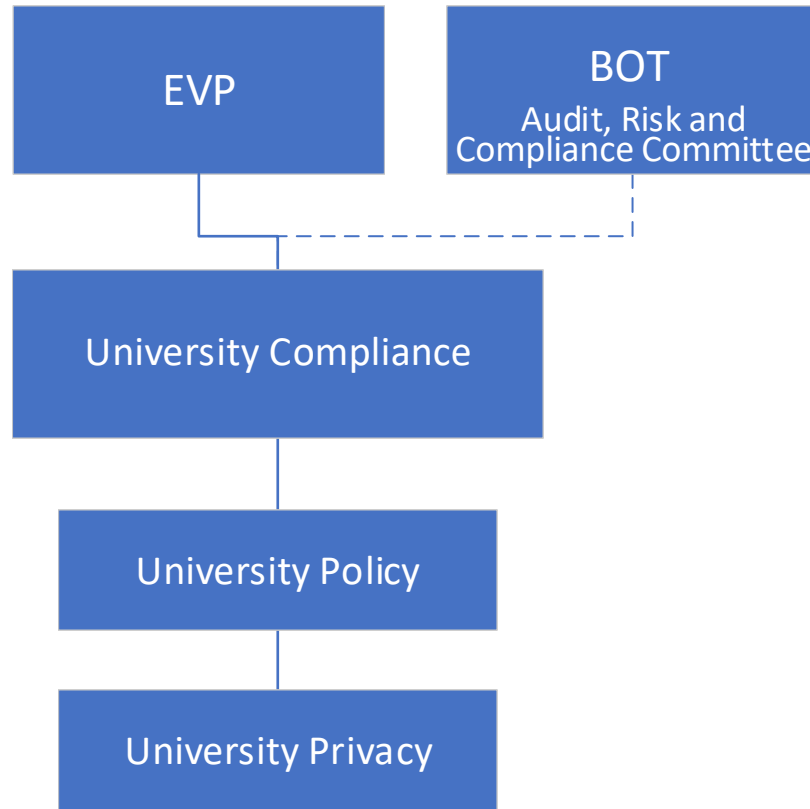 EVP
BOT
Audit, Risk and
Compliance Committee
University Compliance
University Policy
University Privacy